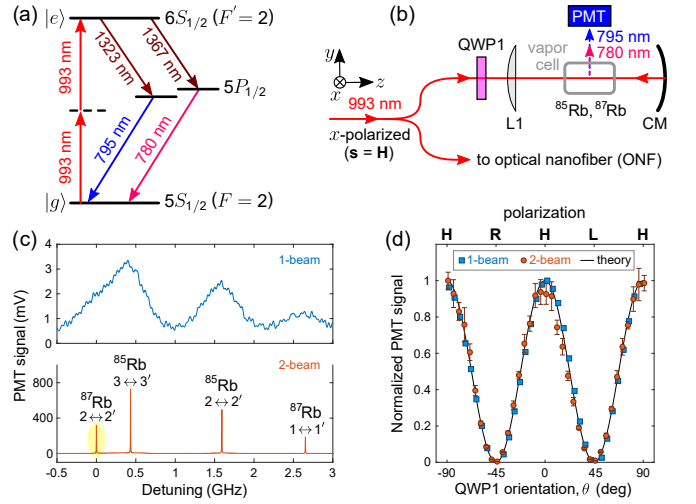 (a)
|e⟩
6S1/2 (F′ = 2)
993 nm
1323 nm
1367 nm
5P1/2
993 nm
795 nm
780 nm
|g⟩
5S1/2 (F = 2)
(b)
PMT
795 nm
780 nm
QWP1
vapor
cell
y
z
x
993 nm
x-polarized
(s = H)
L1
85Rb, 87Rb
CM
to optical nanofiber (ONF)
(c)
PMT signal (mV)
4
3
2
1
0
1-beam
2-beam
800
400
0
87Rb
2↔2′
85Rb
3↔3′
85Rb
2↔2′
87Rb
1↔1′
-0.5 0 0.5 1 1.5 2 2.5 3
Detuning (GHz)
(d)
polarization
H R H L H
1-beam 2-beam theory
Normalized PMT signal
1
0.8
0.6
0.4
0.2
0
-90 -45 0 45 90
QWP1 orientation, θ (deg)